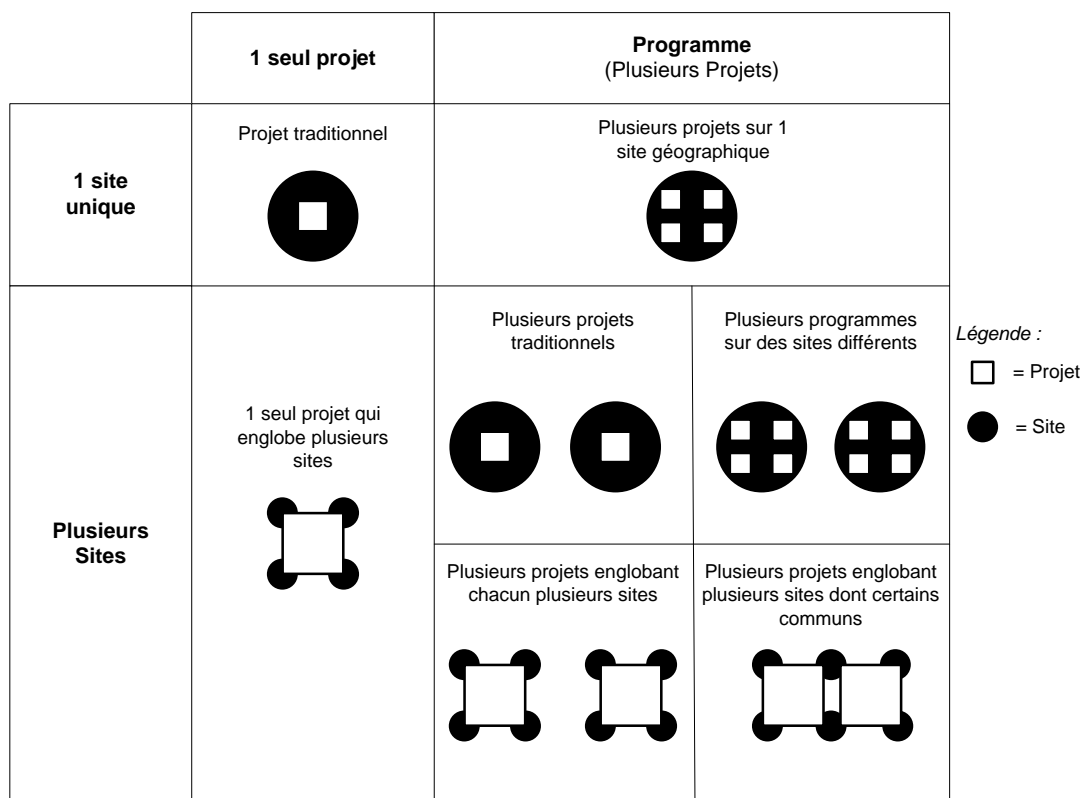 1 seul projet
Programme
(Plusieurs Projets)
1 site
unique
Projet traditionnel
Plusieurs projets sur 1
site géographique
Plusieurs
Sites
1 seul projet qui
englobe plusieurs
sites
Plusieurs projets
traditionnels
Plusieurs programmes
sur des sites différents
Plusieurs projets englobant
chacun plusieurs sites
Plusieurs projets englobant
plusieurs sites dont certains
communs
Légende :
= Projet
= Site